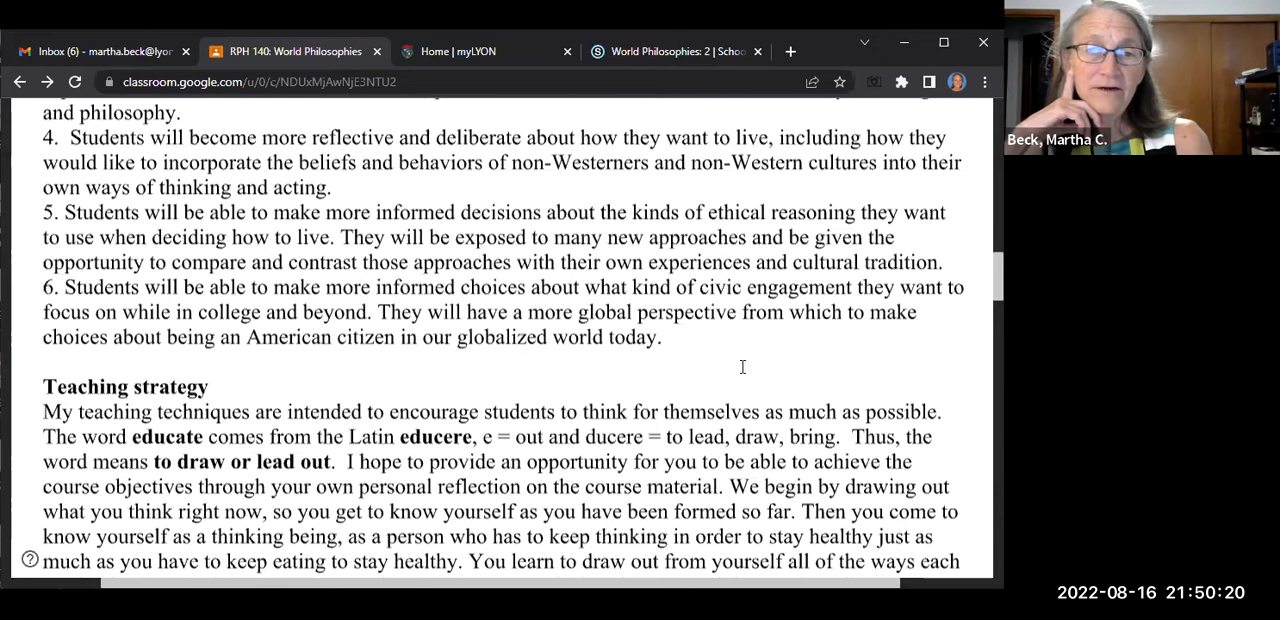 Inbox (6) - martha.beck@lyor
RPH 140: World Philosophies
Home | myLYON
World Philosophies: 2 | Schoo
classroom.google.com/u/0/c/NDUxMjAwNjE3NTU2
Beck, Martha C.
and philosophy.
4. Students will become more reflective and deliberate about how they want to live, including how they
would like to incorporate the beliefs and behaviors of non-Westerners and non-Western cultures into their
own ways of thinking and acting.
5. Students will be able to make more informed decisions about the kinds of ethical reasoning they want
to use when deciding how to live. They will be exposed to many new approaches and be given the
opportunity to compare and contrast those approaches with their own experiences and cultural tradition.
6. Students will be able to make more informed choices about what kind of civic engagement they want to
focus on while in college and beyond. They will have a more global perspective from which to make
choices about being an American citizen in our globalized world today.
Teaching strategy
My teaching techniques are intended to encourage students to think for themselves as much as possible.
The word educate comes from the Latin educere, e = out and ducere = to lead, draw, bring. Thus, the
word means to draw or lead out. I hope to provide an opportunity for you to be able to achieve the
course objectives through your own personal reflection on the course material. We begin by drawing out
what you think right now, so you get to know yourself as you have been formed so far. Then you come to
know yourself as a thinking being, as a person who has to keep thinking in order to stay healthy just as
much as you have to keep eating to stay healthy. You learn to draw out from yourself all of the ways each
2022-08-16 21:50:20